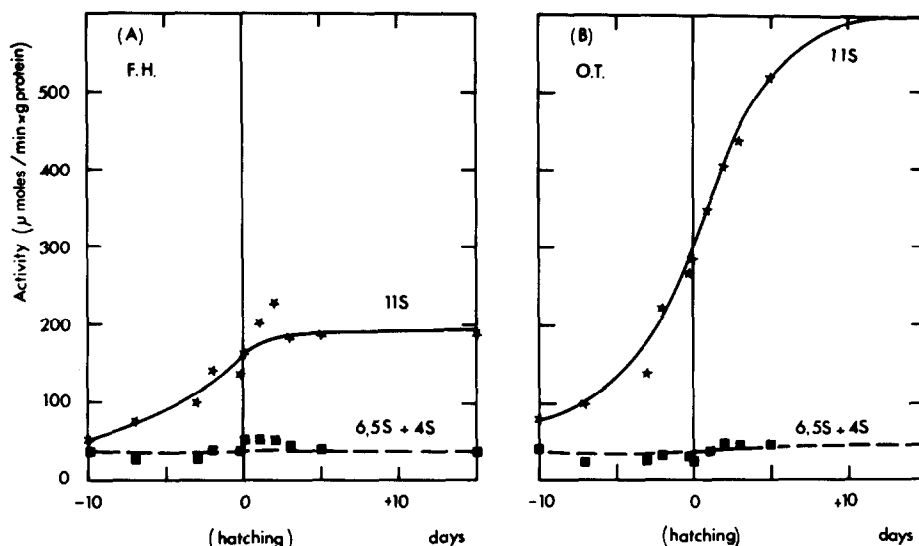 Activity (μ moles / min × g protein)
500
400
300
200
100
0
(A)
F.H.
11S
6,5S + 4S
-10
0
+10
(hatching)
days
(B)
O.T.
11S
6,5S + 4S
-10
0
+10
(hatching)
days